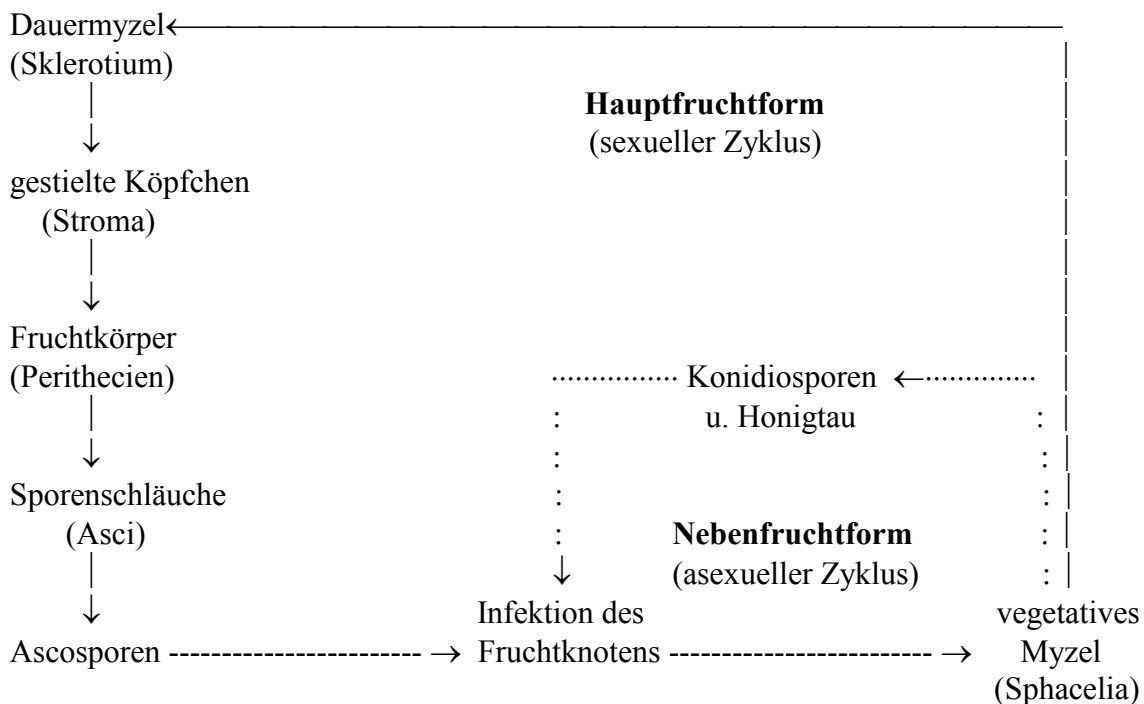 Dauermyzel
(Sklerotium)
Hauptfruchtform
(sexueller Zyklus)
gestielte Köpfchen
(Stroma)
Fruchtkörper
(Perithecien)
Konidiosporen
u. Honigtau
Sporenschläuche
(Asci)
Nebenfruchtform
(asexueller Zyklus)
Ascosporen
Infektion des
Fruchtknotens
vegetatives
Myzel
(Sphacelia)